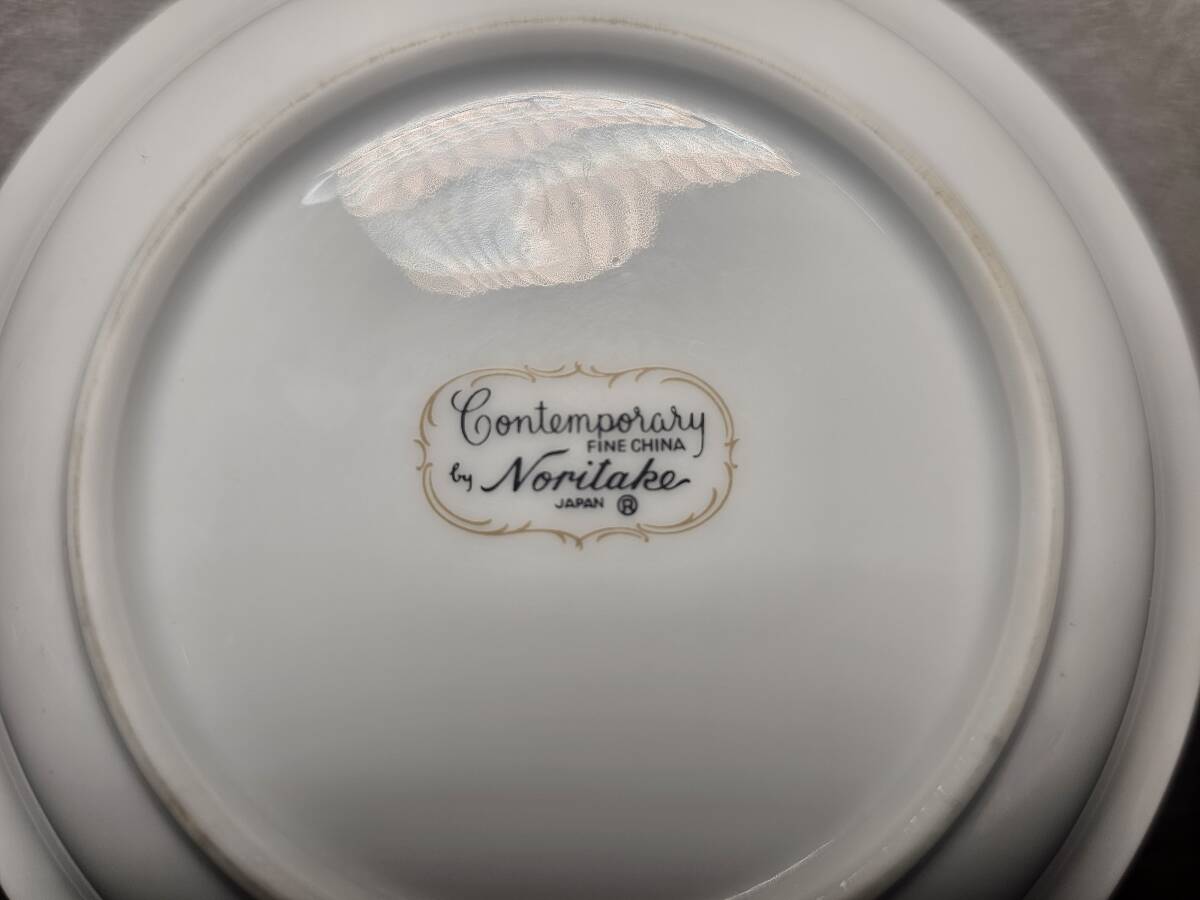 Contemporary
FINE CHINA
by Noritake
JAPAN ®